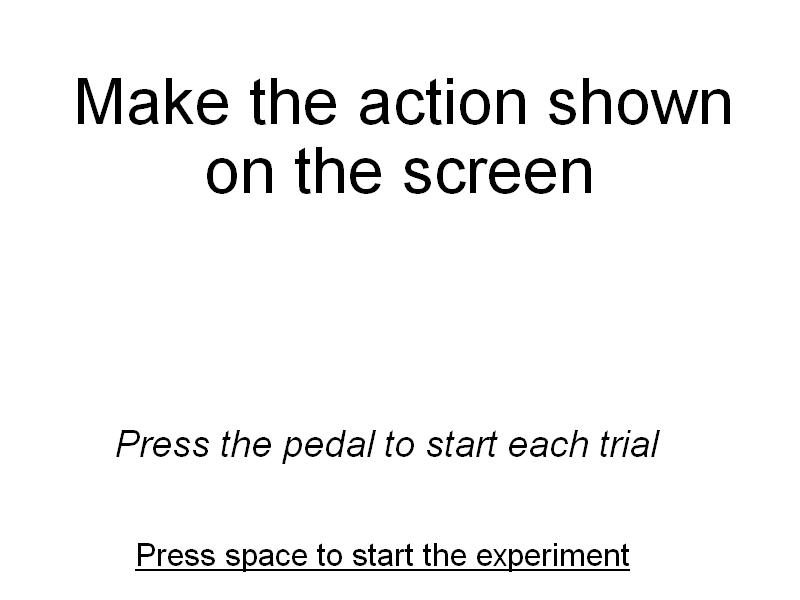 Make the action shown
on the screen
Press the pedal to start each trial
Press space to start the experiment